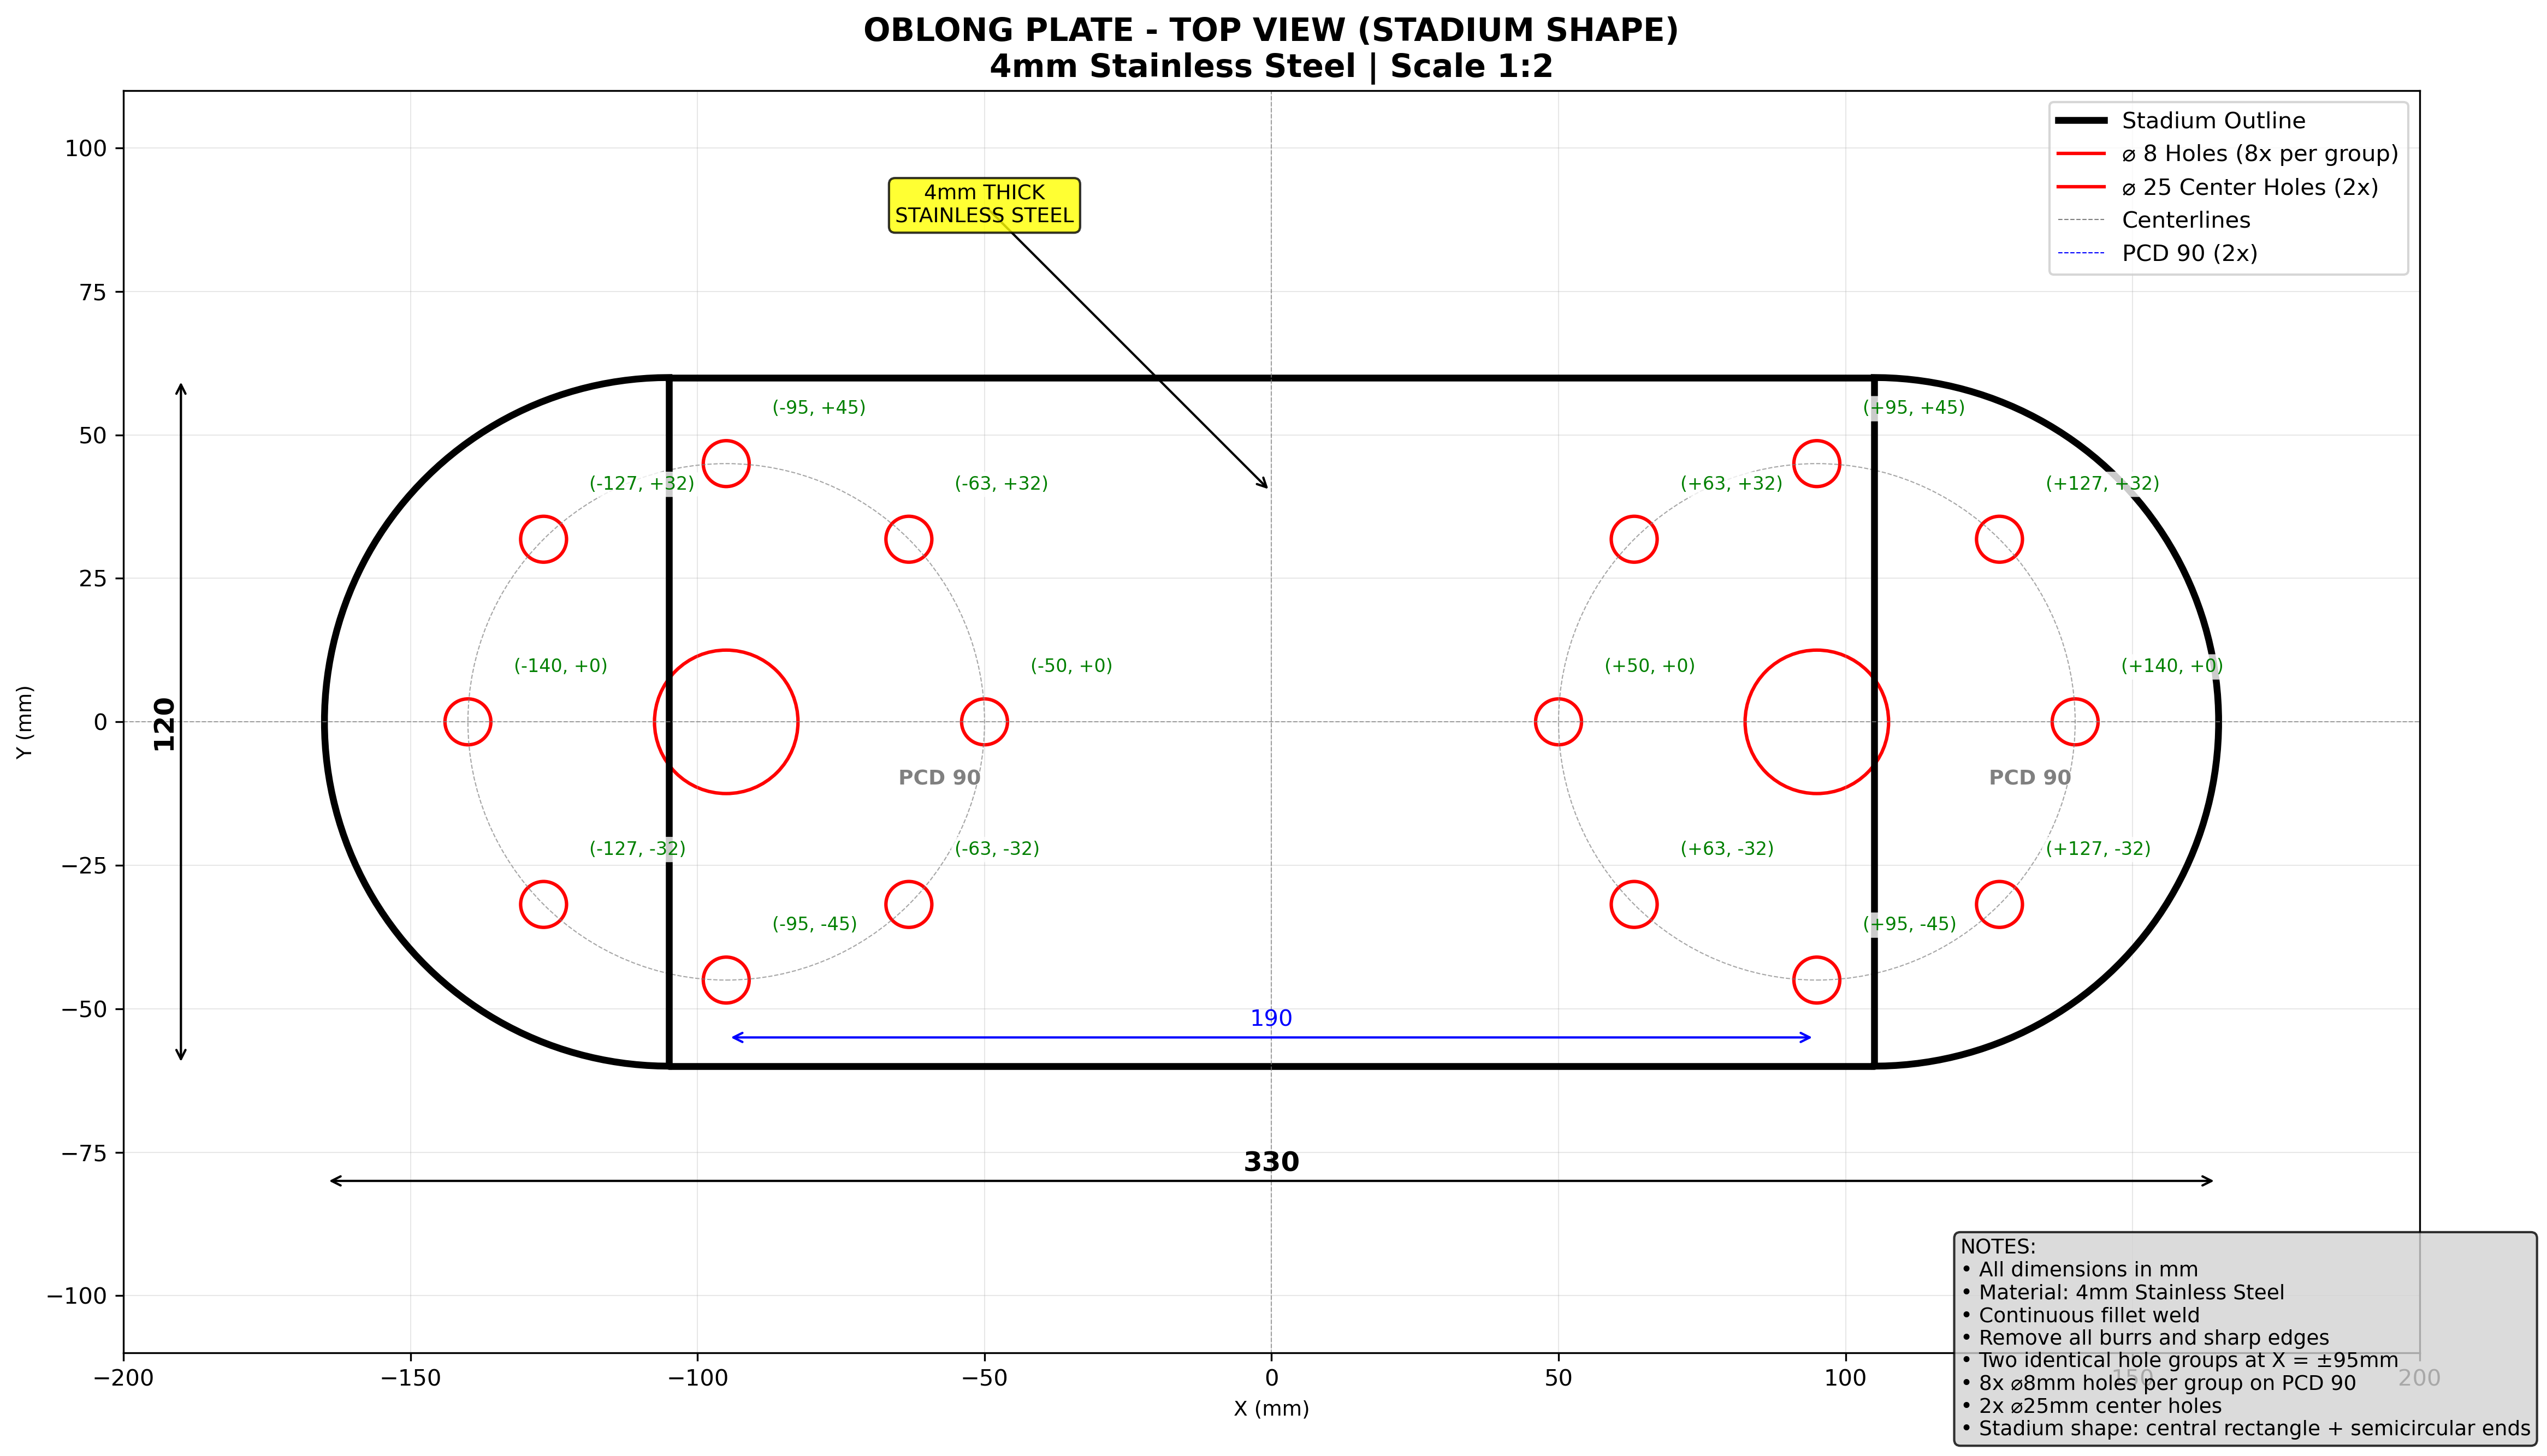 OBLONG PLATE - TOP VIEW (STADIUM SHAPE)
4mm Stainless Steel | Scale 1:2
Stadium Outline
⌀ 8 Holes (8x per group)
⌀ 25 Center Holes (2x)
Centerlines
PCD 90 (2x)
4mm THICK
STAINLESS STEEL
100
75
50
25
0
−25
−50
−75
−100
Y (mm)
120
(-95, +45)
(+95, +45)
(-127, +32)
(-63, +32)
(+63, +32)
(+127, +32)
(-140, +0)
(-50, +0)
(+50, +0)
(+140, +0)
PCD 90
PCD 90
(-127, -32)
(-63, -32)
(+63, -32)
(+127, -32)
(-95, -45)
(+95, -45)
190
330
−200
−150
−100
−50
0
50
100
150
200
X (mm)
NOTES:
• All dimensions in mm
• Material: 4mm Stainless Steel
• Continuous fillet weld
• Remove all burrs and sharp edges
• Two identical hole groups at X = ±95mm
• 8x ⌀8mm holes per group on PCD 90
• 2x ⌀25mm center holes
• Stadium shape: central rectangle + semicircular ends